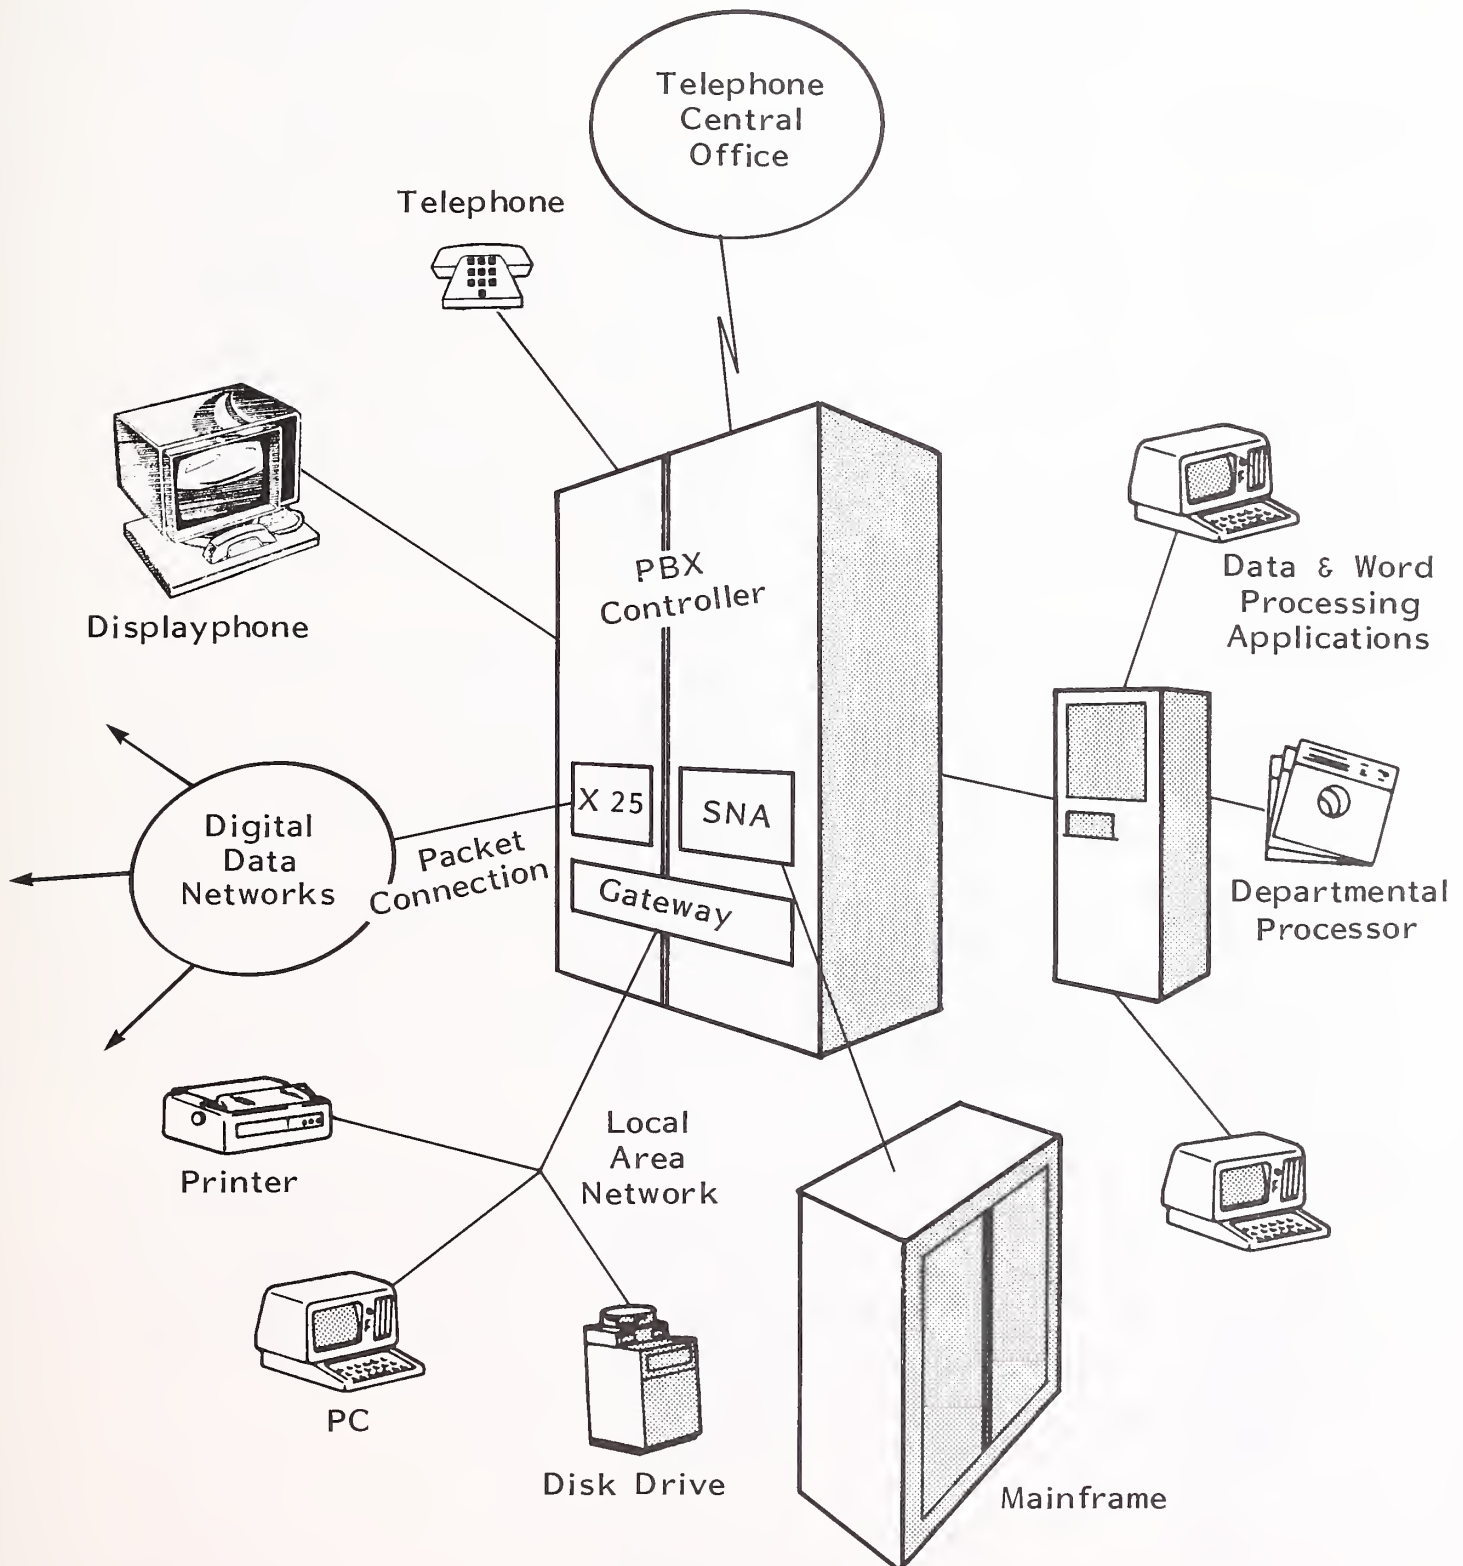 Telephone
Central
Office
Telephone
PBX
Controller
Displayphone
Data & Word
Processing
Applications
X 25
SNA
Digital
Data
Networks
Packet
Connection
Gateway
Departmental
Processor
Local
Area
Network
Printer
PC
Disk Drive
Mainframe